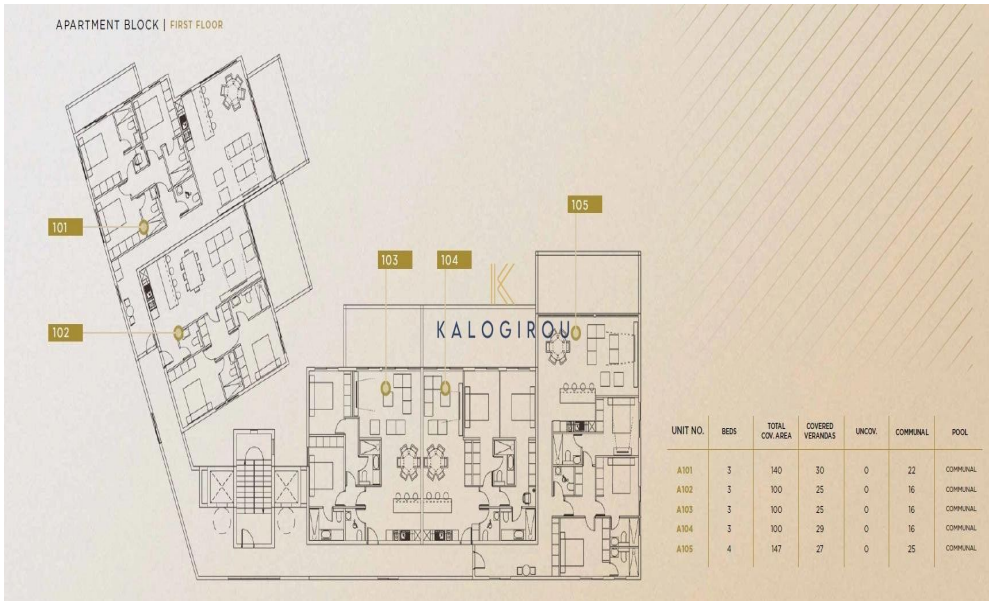 APARTMENT BLOCK | FIRST FLOOR
105
101
103 104
102
KALOGIROU
UNIT NO. BEDS TOTAL COV. AREA COVERED VERANDAS UNCOV. COMMUNAL POOL
A101 3 140 30 0 22 COMMUNAL
A102 3 100 25 0 16 COMMUNAL
A103 3 100 25 0 16 COMMUNAL
A104 3 100 29 0 16 COMMUNAL
A105 4 147 27 0 25 COMMUNAL